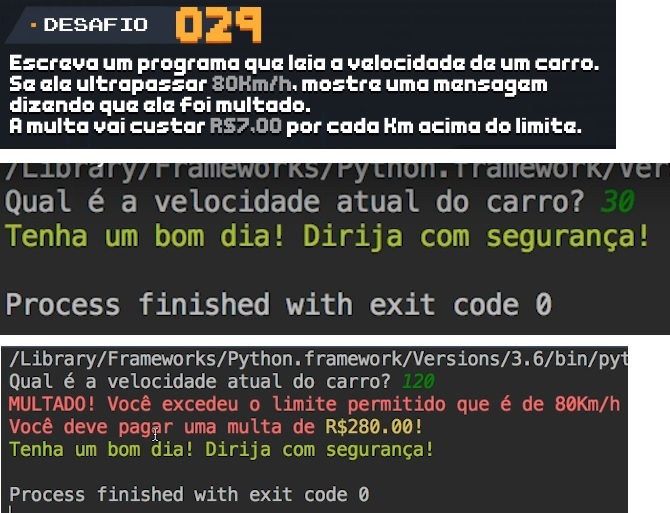 DESAFIO 029
Escreva um programa que leia a velocidade de um carro.
Se ele ultrapassar 80Km/h, mostre uma mensagem
dizendo que ele foi multado.
A multa vai custar R$7,00 por cada Km acima do limite.
/Library/Frameworks/Python.framework/Ver
Qual é a velocidade atual do carro? 30
Tenha um bom dia! Dirija com segurança!
Process finished with exit code 0
/Library/Frameworks/Python.framework/Versions/3.6/bin/pyt
Qual é a velocidade atual do carro? 120
MULTADO! Você excedeu o limite permitido que é de 80Km/h
Você deve pagar uma multa de R$280.00!
Tenha um bom dia! Dirija com segurança!
Process finished with exit code 0